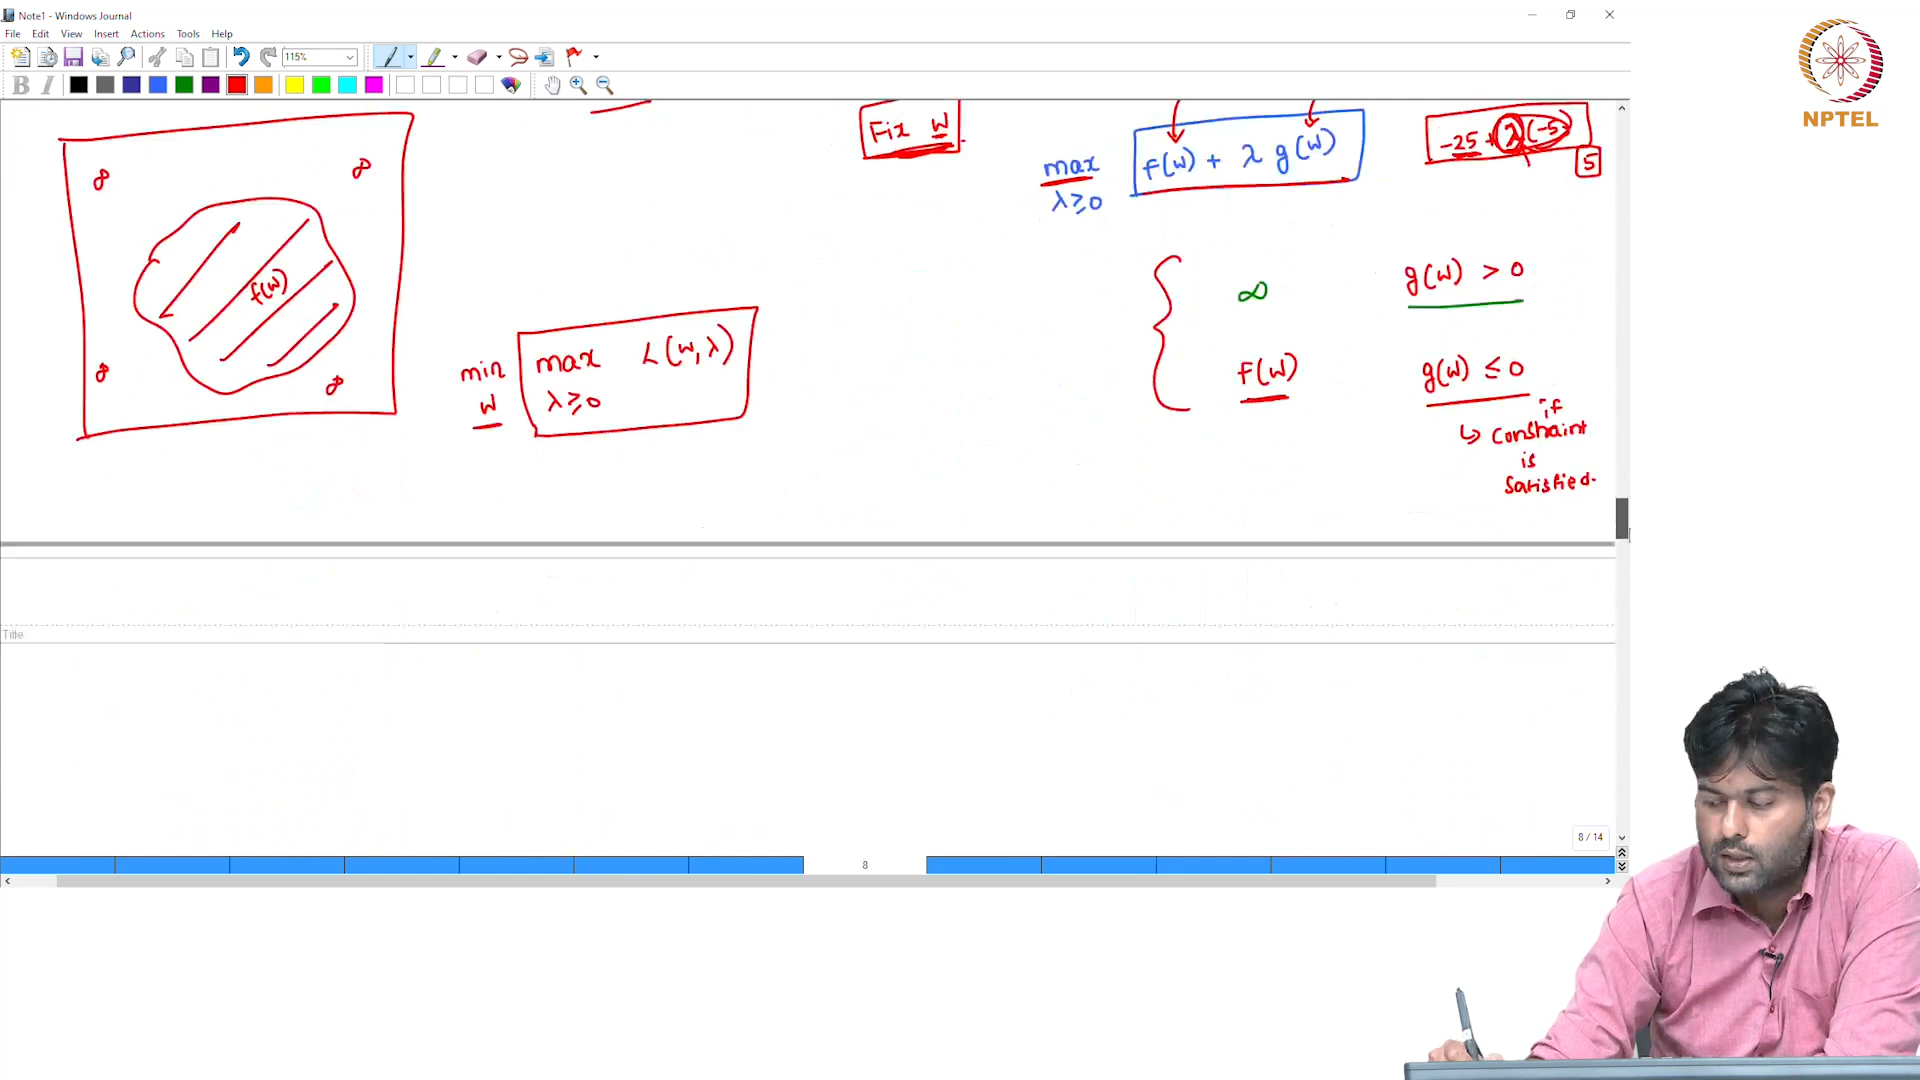 Note1 - Windows Journal
File Edit View Insert Actions Tools Help
115%
B I
NPTEL
Fix W
max λ≥0 f(W) + λ g(W)
-25 + λ(-5)
5
∞ ∞
f(W)
∞ ∞
min W max λ≥0 L(W,λ)
∞ g(W) > 0
f(W) g(W) ≤ 0
↳ if
constraint
is
satisfied.
Title
8 / 14
8